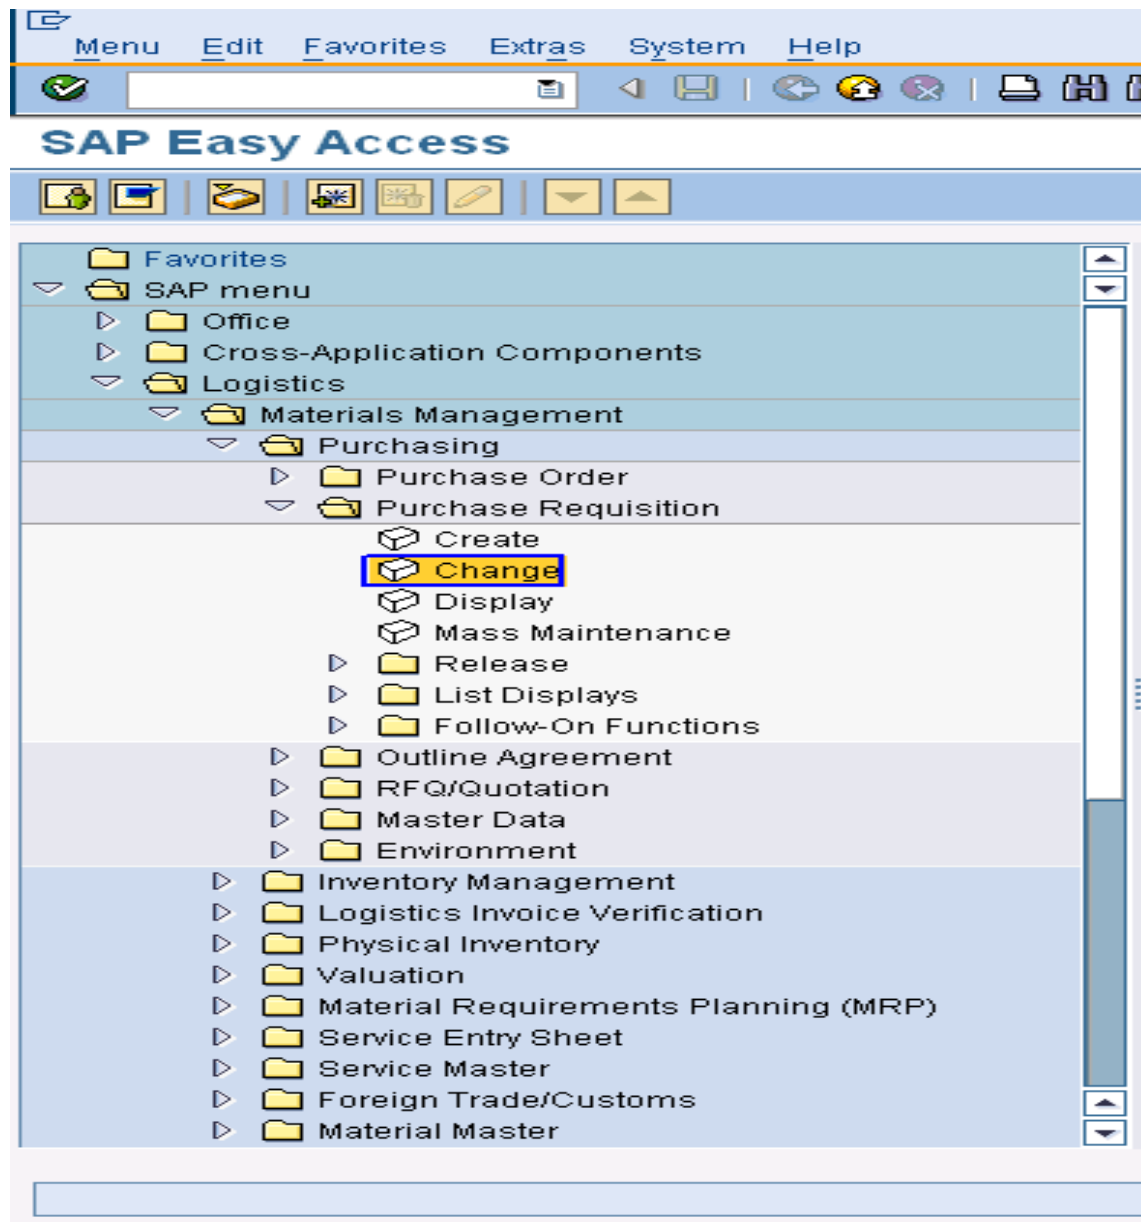 Menu Edit Favorites Extras System Help
SAP Easy Access
Favorites
SAP menu
Office
Cross-Application Components
Logistics
Materials Management
Purchasing
Purchase Order
Purchase Requisition
Create
Change
Display
Mass Maintenance
Release
List Displays
Follow-On Functions
Outline Agreement
RFQ/Quotation
Master Data
Environment
Inventory Management
Logistics Invoice Verification
Physical Inventory
Valuation
Material Requirements Planning (MRP)
Service Entry Sheet
Service Master
Foreign Trade/Customs
Material Master